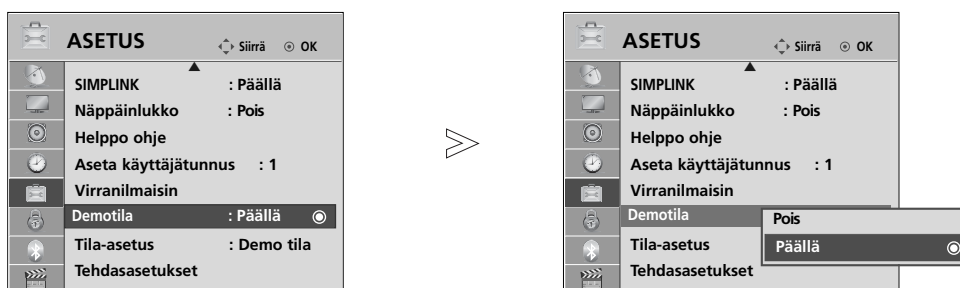 ASETUS
Siirrä OK
SIMPLINK : Päällä
Näppäinlukko : Pois
Helppo ohje
Aseta käyttäjätunnus : 1
Virranilmaisin
Demotila : Päällä
Tila-asetus : Demo tila
Tehdasasetukset
ASETUS
Siirrä OK
SIMPLINK : Päällä
Näppäinlukko : Pois
Helppo ohje
Aseta käyttäjätunnus : 1
Virranilmaisin
Demotila
Pois
Päällä
Tila-asetus
Tehdasasetukset